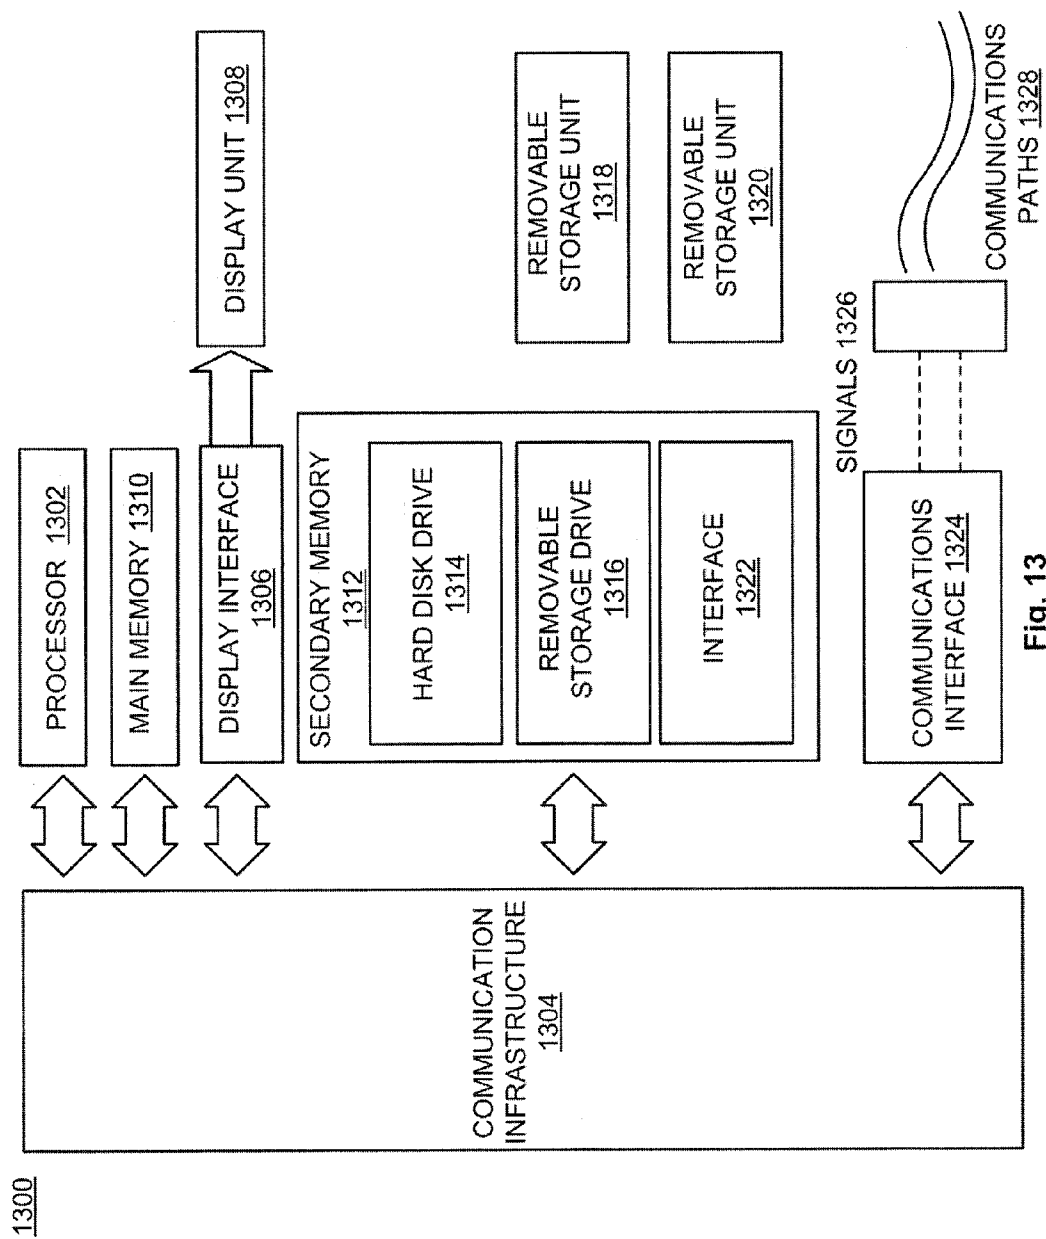 1300
COMMUNICATION
INFRASTRUCTURE
1304
PROCESSOR 1302
MAIN MEMORY 1310
DISPLAY INTERFACE
1306
DISPLAY UNIT 1308
SECONDARY MEMORY
1312
HARD DISK DRIVE
1314
REMOVABLE
STORAGE DRIVE
1316
INTERFACE
1322
REMOVABLE
STORAGE UNIT
1318
REMOVABLE
STORAGE UNIT
1320
COMMUNICATIONS
INTERFACE 1324
SIGNALS 1326
COMMUNICATIONS
PATHS 1328
Fig. 13